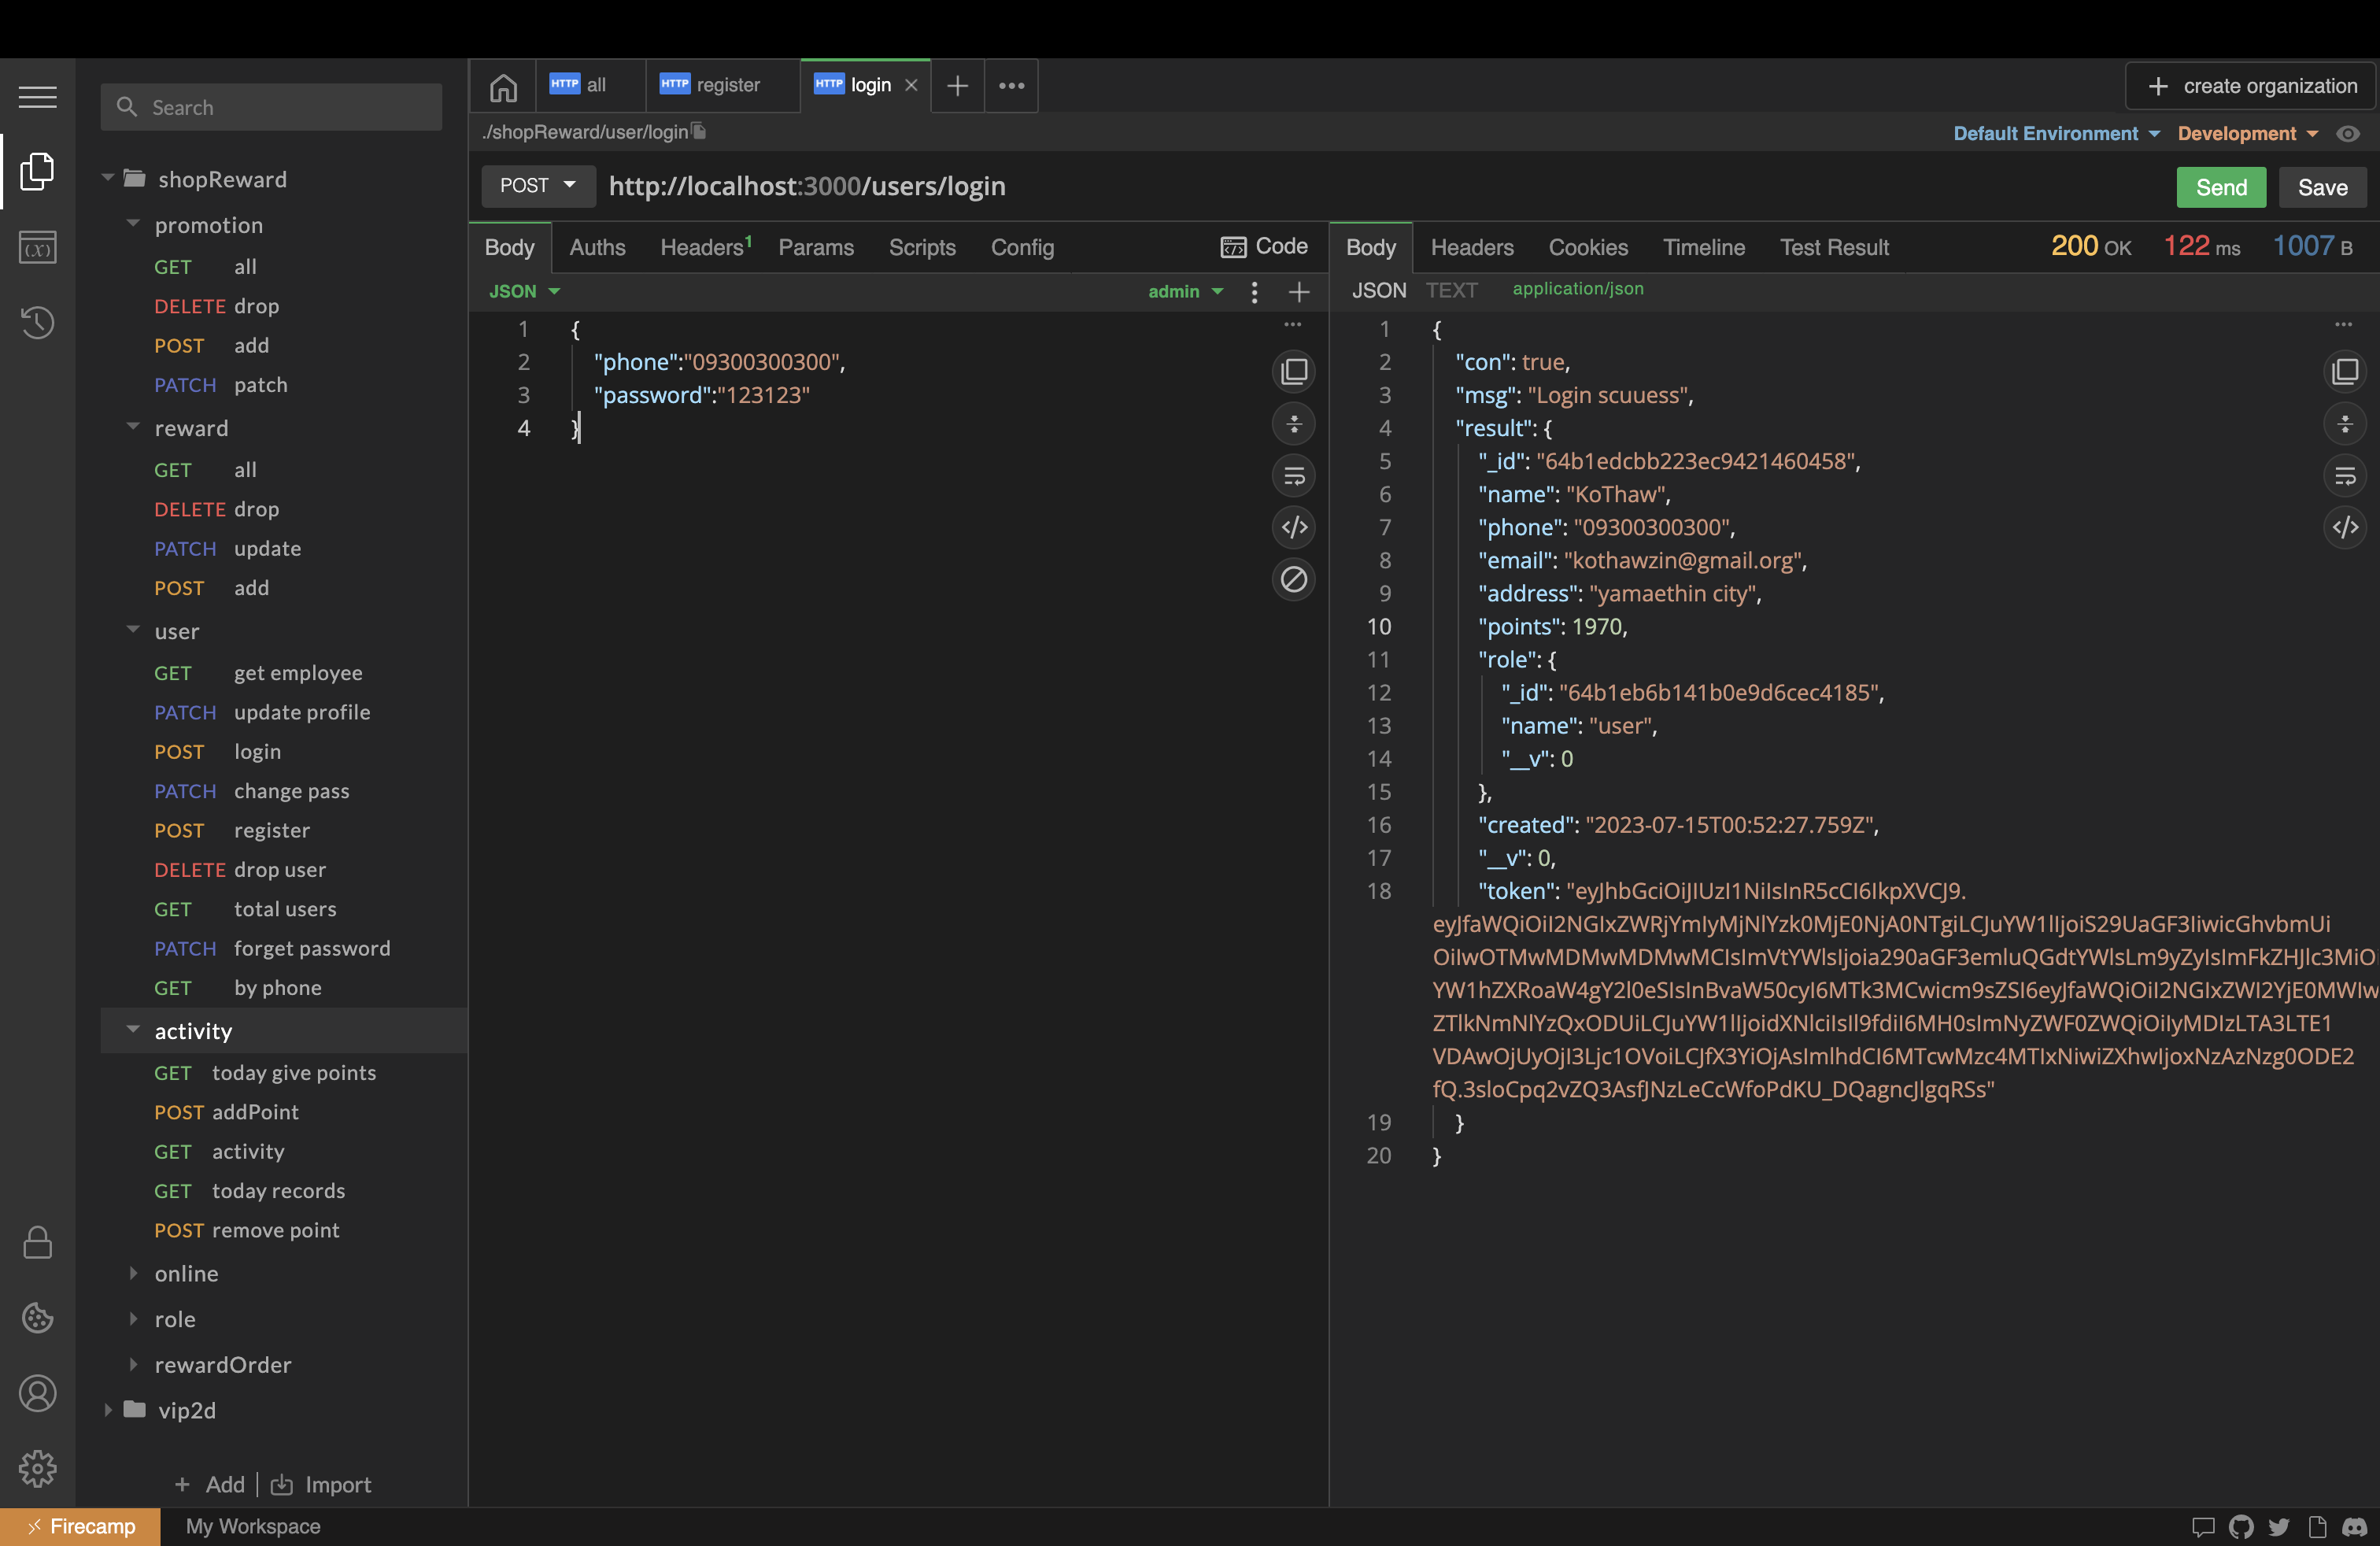 Search
shopReward
promotion
GET all
DELETE drop
POST add
PATCH patch
reward
GET all
DELETE drop
PATCH update
POST add
user
GET get employee
PATCH update profile
POST login
PATCH change pass
POST register
DELETE drop user
GET total users
PATCH forget password
GET by phone
activity
GET today give points
POST addPoint
GET activity
GET today records
POST remove point
online
role
rewardOrder
vip2d
+ Add | Import
HTTP all
HTTP register
HTTP login
create organization
./shopReward/user/login
Default Environment
Development
POST http://localhost:3000/users/login
Send
Save
Body Auths Headers1 Params Scripts Config Code
JSON admin
1 {
2 "phone":"09300300300",
3 "password":"123123"
4 }
Body Headers Cookies Timeline Test Result 200 OK 122 ms 1007 B
JSON TEXT application/json
1 {
2 "con": true,
3 "msg": "Login scuuess",
4 "result": {
5 "_id": "64b1edcbb223ec9421460458",
6 "name": "KoThaw",
7 "phone": "09300300300",
8 "email": "kothawzin@gmail.org",
9 "address": "yamaethin city",
10 "points": 1970,
11 "role": {
12 "_id": "64b1eb6b141b0e9d6cec4185",
13 "name": "user",
14 "__v": 0
15 },
16 "created": "2023-07-15T00:52:27.759Z",
17 "__v": 0,
18 "token": "eyJhbGciOiJIUzI1NiIsInR5cCI6IkpXVCJ9.
eyJfaWQiOiI2NGIxZWRjYmIyMjNlYzk0MjE0NjA0NTgiLCJuYW1lIjoiS29UaGF3IiwicGhvbmUi
OiIwOTMwMDMwMDMwMCIsImVtYWlsIjoia290aGF3emluQGdtYWlsLm9yZyIsImFkZHJlc3MiO
YW1hZXRoaW4gY2l0eSIsInBvaW50cyI6MTk3MCwicm9sZSI6eyJfaWQiOiI2NGIxZWI2YjE0MWIw
ZTlkNmNlYzQxODUiLCJuYW1lIjoidXNlciIsIl9fdiI6MH0sImNyZWF0ZWQiOiIyMDIzLTA3LTE1
VDAwOjUyOjI3Ljc1OVoiLCJfX3YiOjAsImlhdCI6MTcwMzc4MTIxNiwiZXhwIjoxNzAzNzg0ODE2
fQ.3sloCpq2vZQ3AsfJNzLeCcWfoPdKU_DQagncJlgqRSs"
19 }
20 }
Firecamp
My Workspace